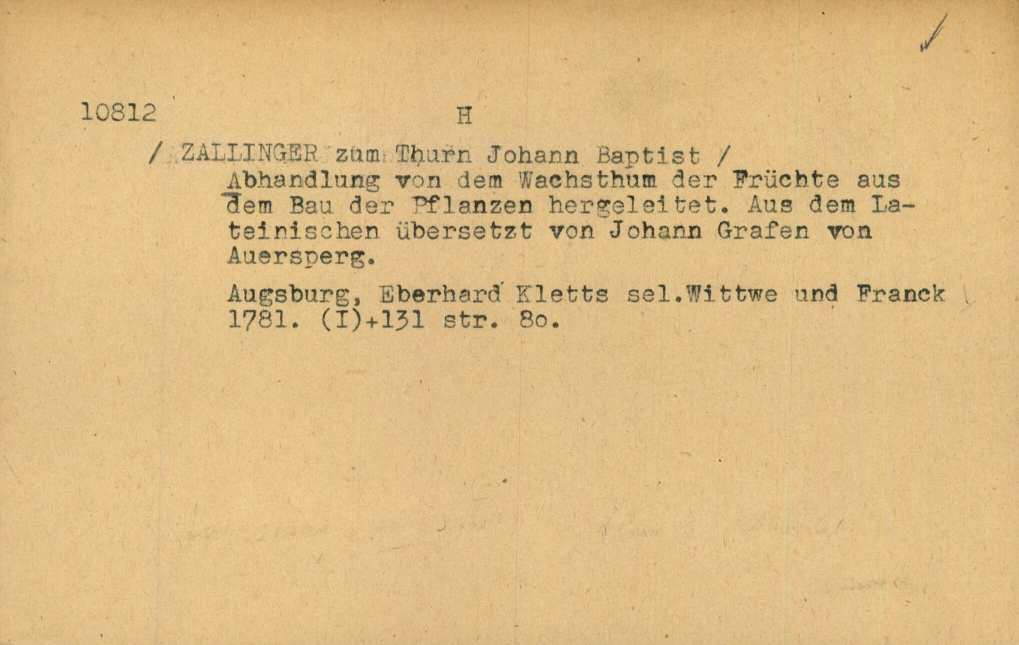 10812 H
/ ZALLINGER zum Thurn Johann Baptist /
Abhandlung von dem Wachsthum der Früchte aus
dem Bau der Pflanzen hergeleitet. Aus dem La-
teinischen übersetzt von Johann Grafen von
Auersperg.
Augsburg, Eberhard Kletts sel.Wittwe und Franck
1781. (I)+131 str. 8o.